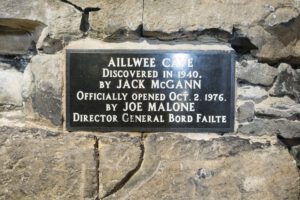 AILLWEE CAVE
DISCOVERED IN 1940.
BY JACK MCGANN
OFFICIALLY OPENED OCT. 2. 1976.
BY JOE MALONE
DIRECTOR GENERAL BORD FAILTE